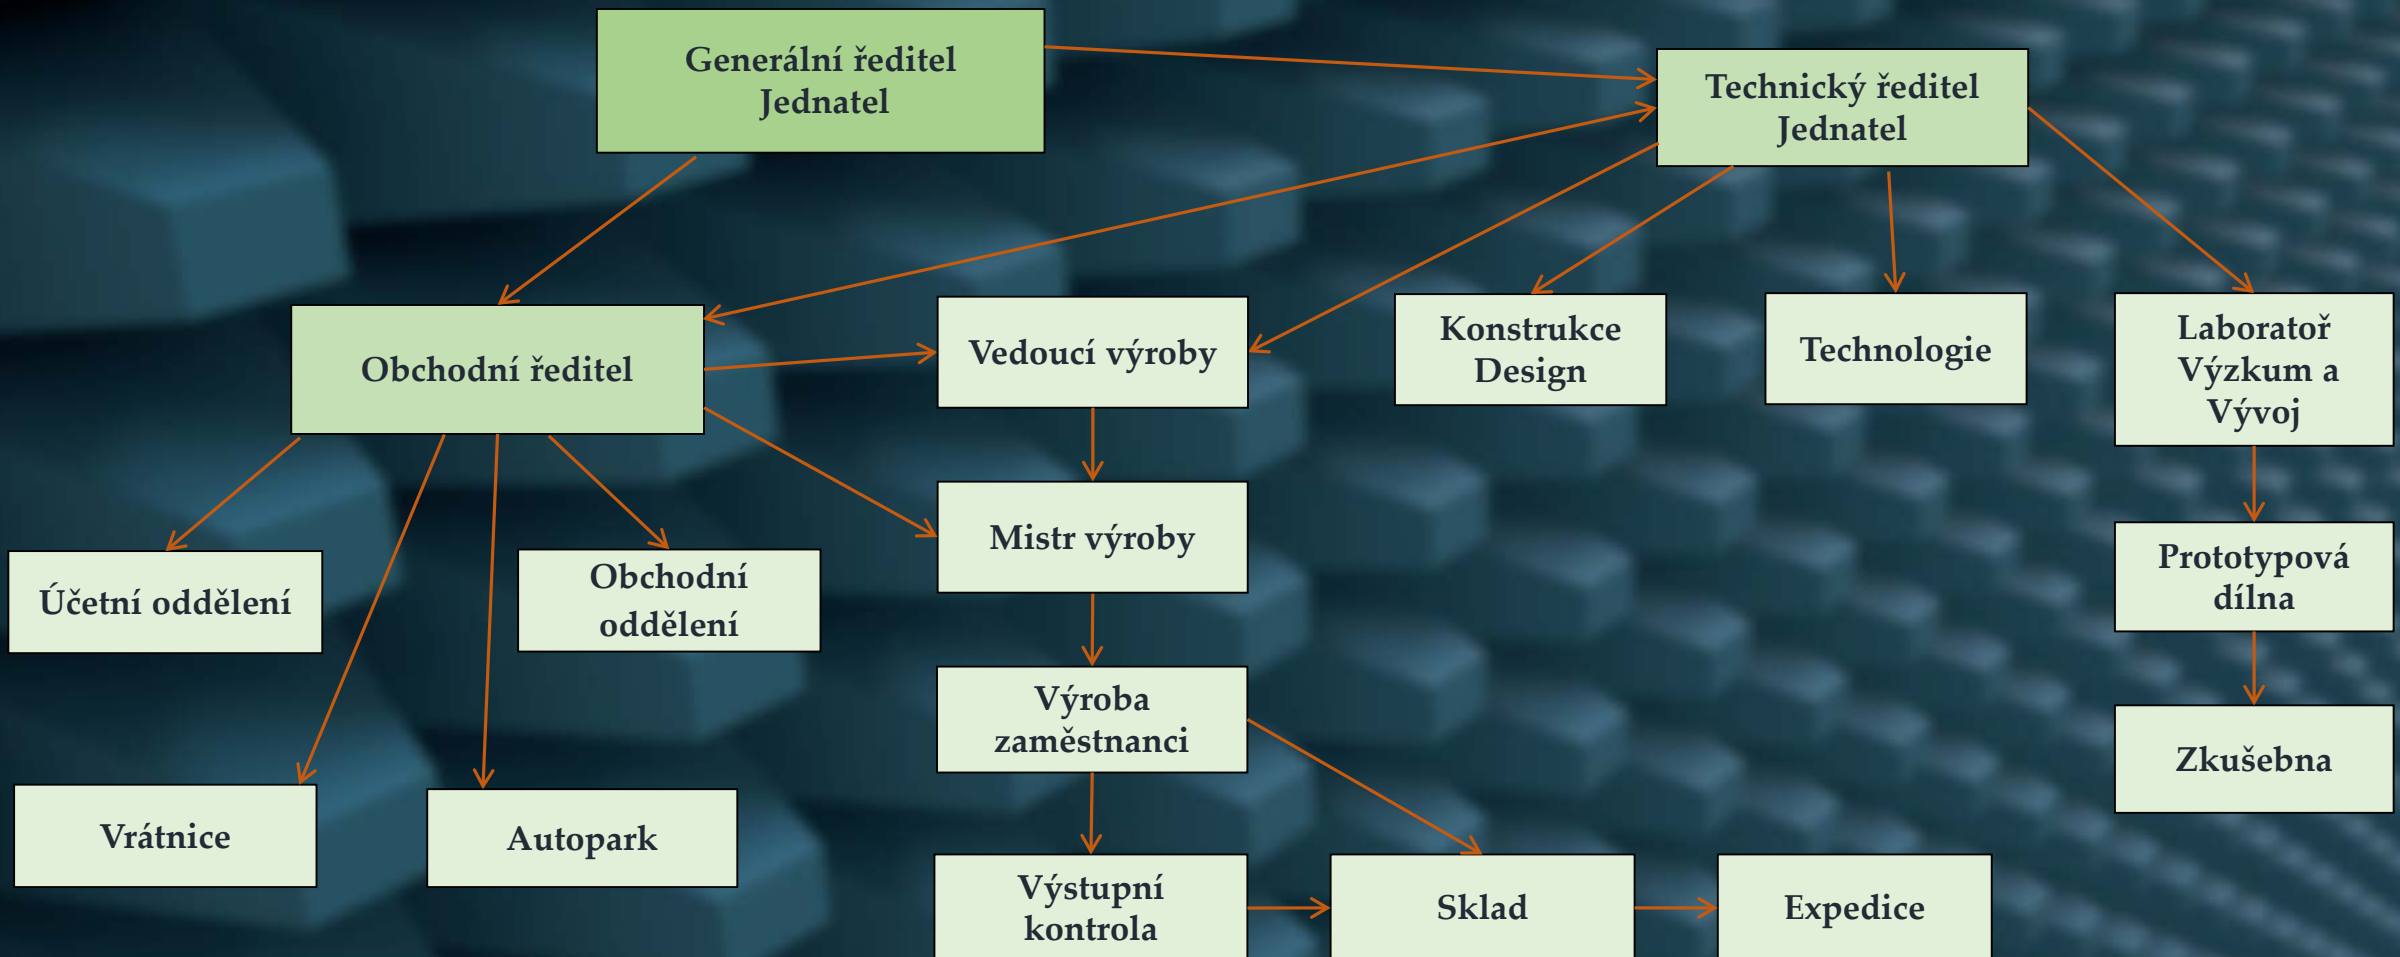 Generální ředitel
Jednatel
Technický ředitel
Jednatel
Obchodní ředitel
Vedoucí výroby
Konstrukce
Design
Technologie
Laboratoř
Výzkum a
Vývoj
Mistr výroby
Účetní oddělení
Obchodní
oddělení
Prototypová
dílna
Výroba
zaměstnanci
Zkušebna
Vrátnice
Autopark
Výstupní
kontrola
Sklad
Expedice